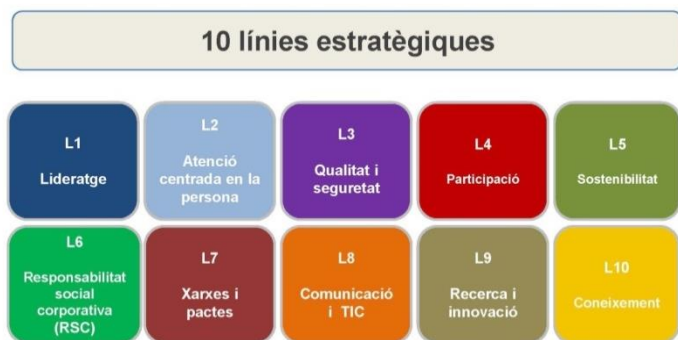 10 línies estratègiques
L1
Lideratge
L2
Atenció
centrada en la
persona
L3
Qualitat i
seguretat
L4
Participació
L5
Sostenibilitat
L6
Responsabilitat
social
corporativa
(RSC)
L7
Xarxes i
pactes
L8
Comunicació
i TIC
L9
Recerca i
innovació
L10
Coneixement